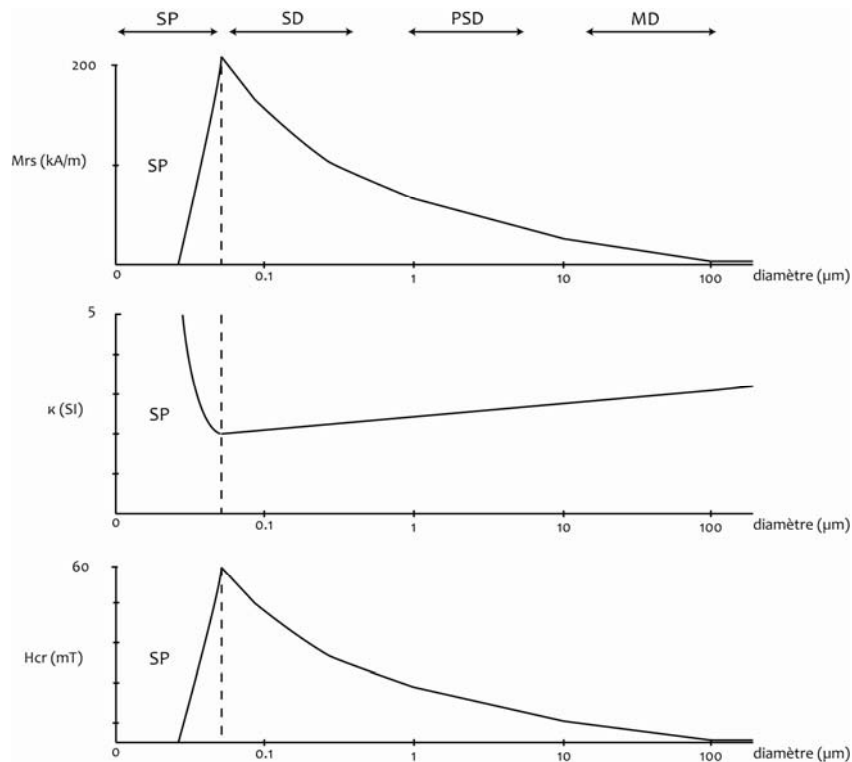 SP SD PSD MD
200
Mrs (kA/m)
SP
0 0.1 1 10 100 diamètre (µm)
5
κ (SI)
SP
0 0.1 1 10 100 diamètre (µm)
60
Hcr (mT)
SP
0 0.1 1 10 100 diamètre (µm)